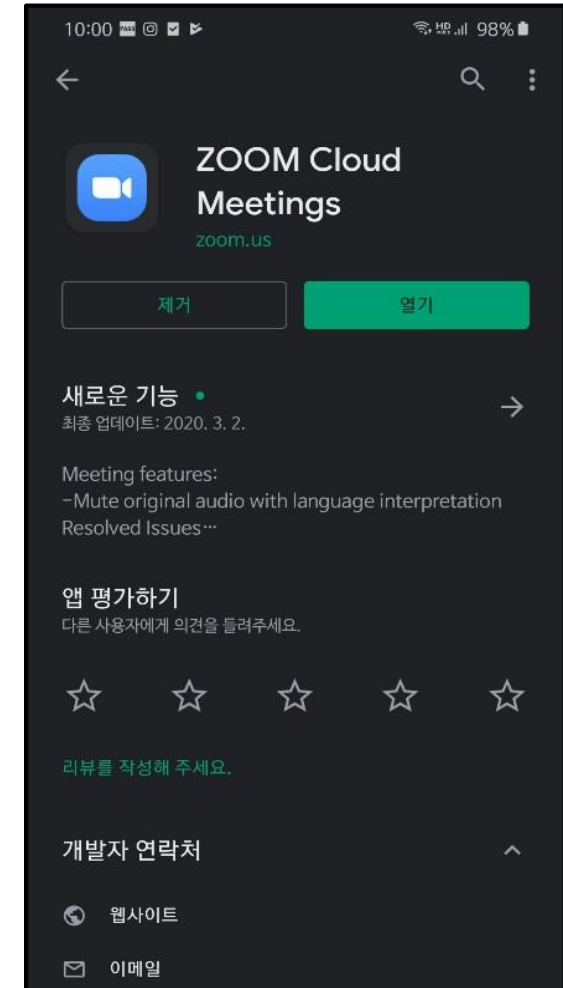 10:00 PASS
HD 98%
ZOOM Cloud
Meetings
zoom.us
제거 열기
새로운 기능
최종 업데이트: 2020. 3. 2.
Meeting features:
-Mute original audio with language interpretation
Resolved Issues…
앱 평가하기
다른 사용자에게 의견을 들려주세요.
리뷰를 작성해 주세요.
개발자 연락처
웹사이트
이메일